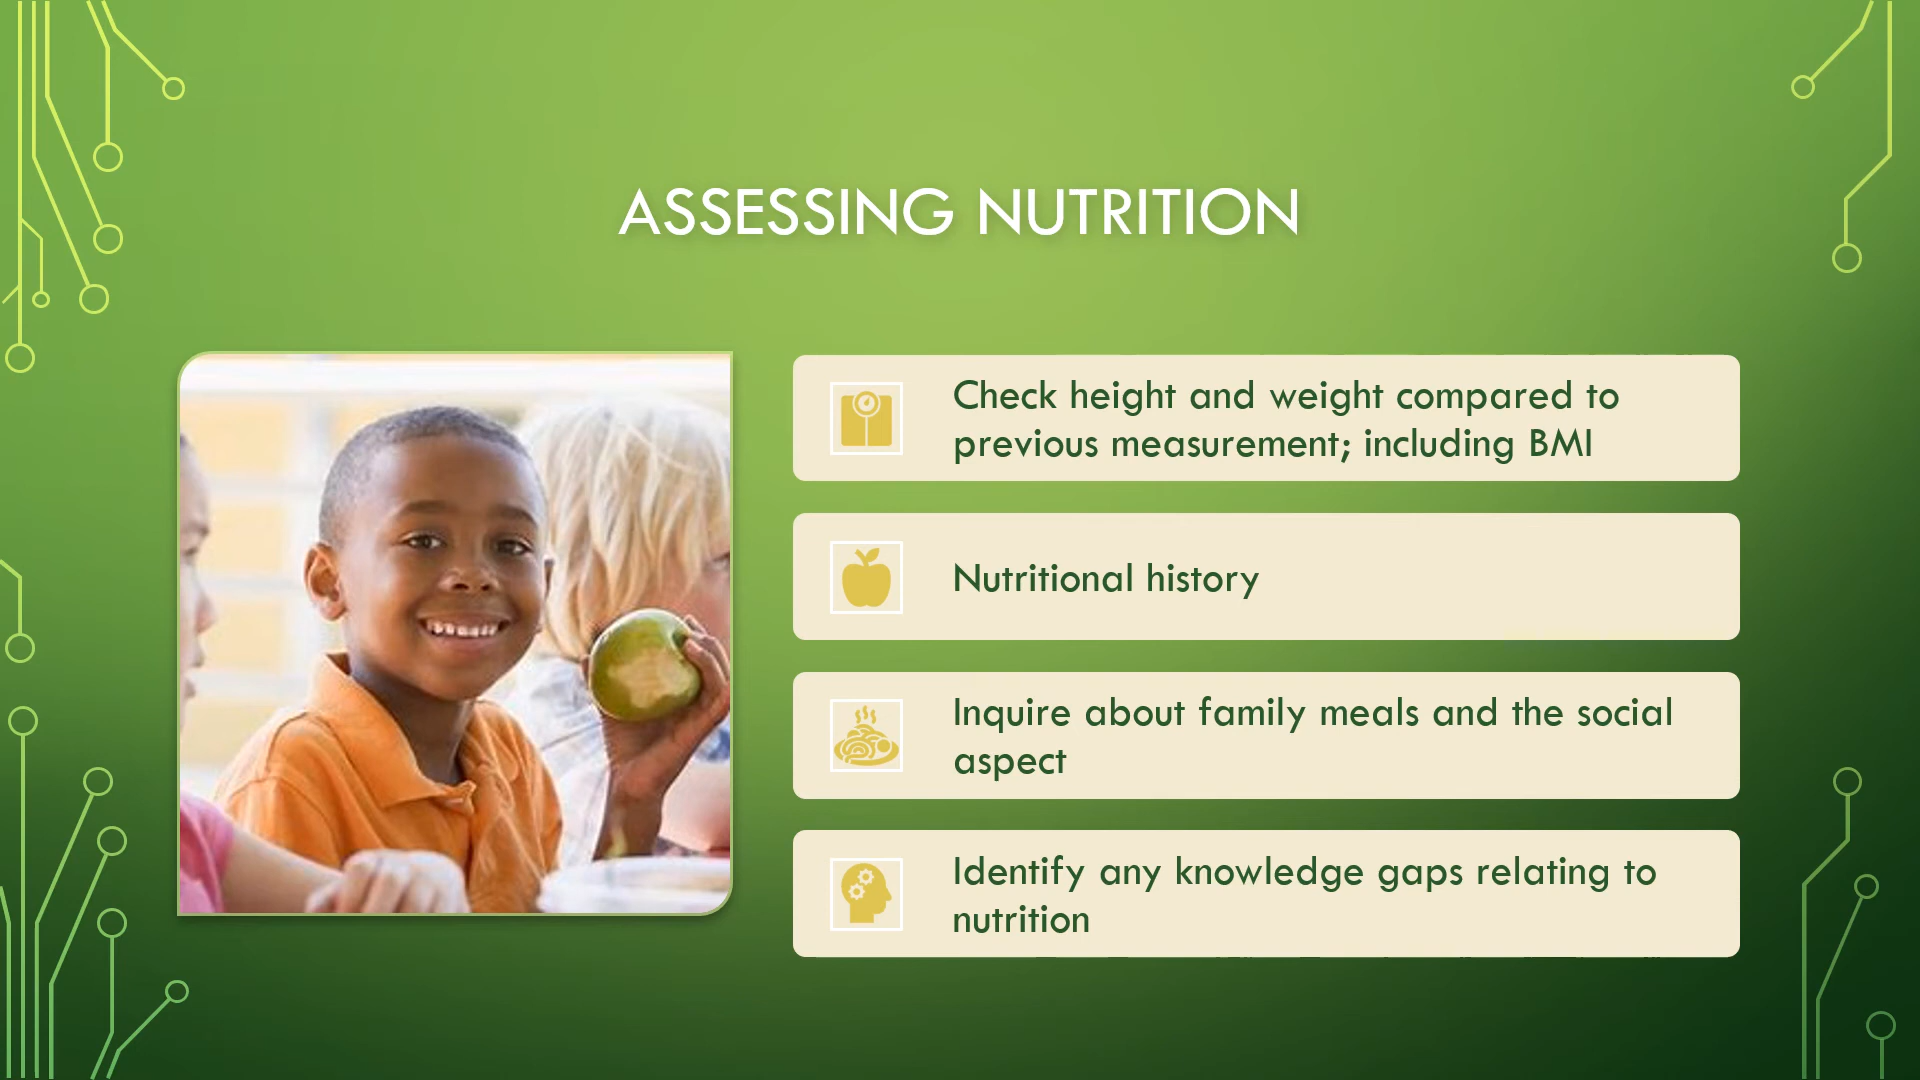 ASSESSING NUTRITION
Check height and weight compared to
previous measurement; including BMI
Nutritional history
Inquire about family meals and the social
aspect
Identify any knowledge gaps relating to
nutrition